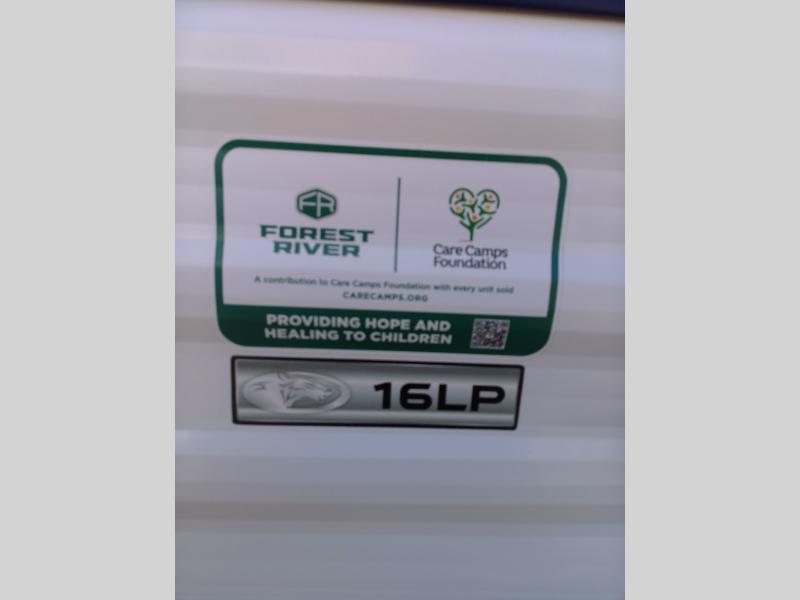 FR
FOREST
RIVER
Care Camps
Foundation
A contribution to Care Camps Foundation with every unit sold
CARECAMPS.ORG
PROVIDING HOPE AND
HEALING TO CHILDREN
16LP